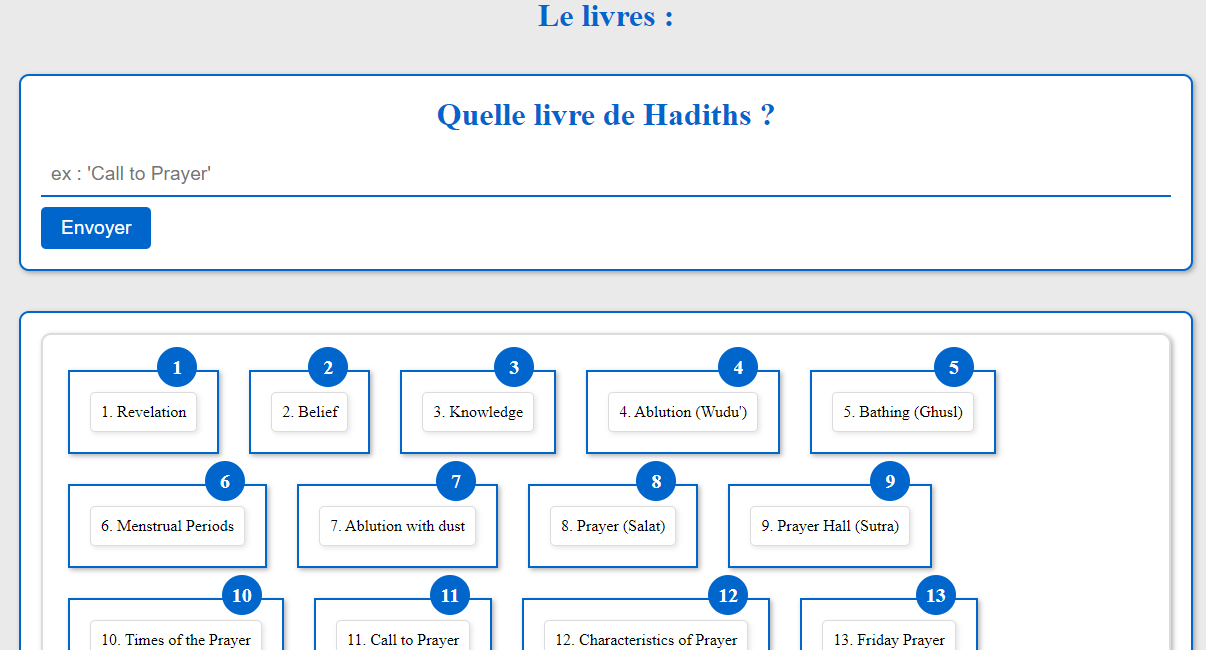 Le livres :
Quelle livre de Hadiths ?
ex : 'Call to Prayer'
Envoyer
1 2 3 4 5
1. Revelation 2. Belief 3. Knowledge 4. Ablution (Wudu') 5. Bathing (Ghusl)
6 7 8 9
6. Menstrual Periods 7. Ablution with dust 8. Prayer (Salat) 9. Prayer Hall (Sutra)
10 11 12 13
10. Times of the Prayer 11. Call to Prayer 12. Characteristics of Prayer 13. Friday Prayer